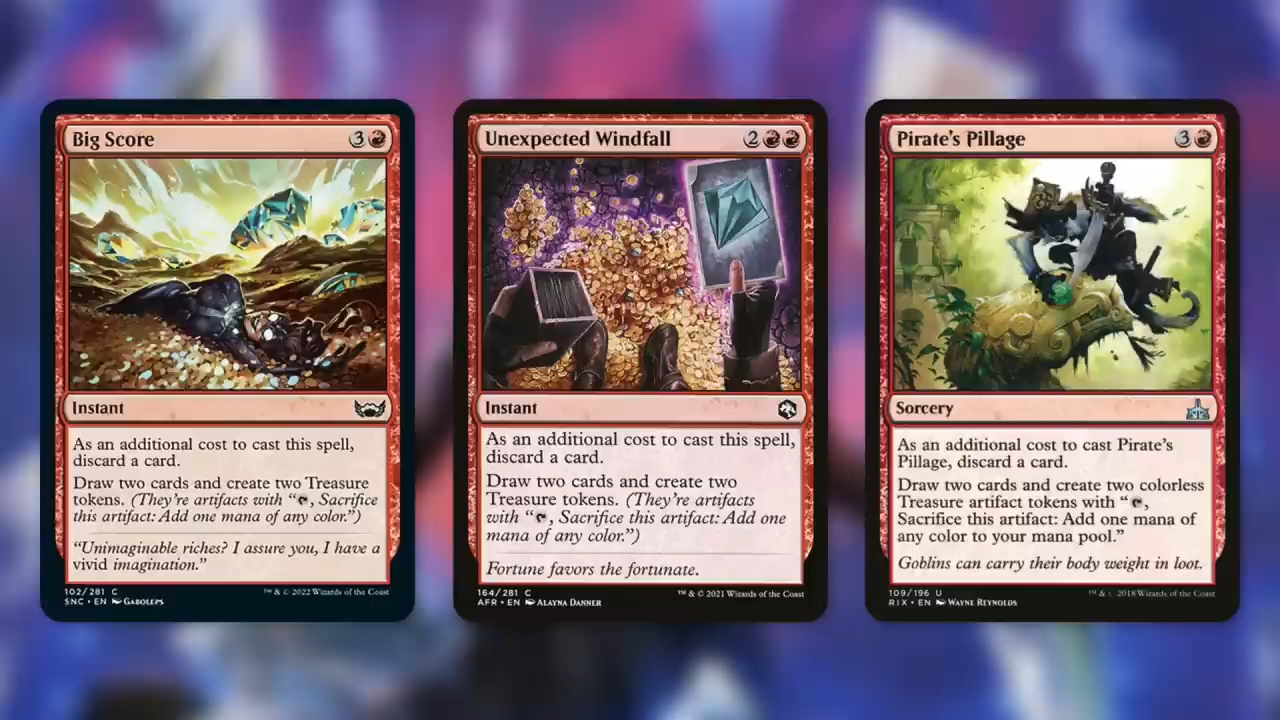 Big Score 3
Instant
As an additional cost to cast this spell,
discard a card.
Draw two cards and create two Treasure
tokens. (They're artifacts with “, Sacrifice
this artifact: Add one mana of any color.”)
“Unimaginable riches? I assure you, I have a
vivid imagination.”
102/281 C
SNC • EN GABOLEPS
™ & © 2022 Wizards of the Coast
Unexpected Windfall 2
Instant
As an additional cost to cast this spell,
discard a card.
Draw two cards and create two
Treasure tokens. (They're artifacts
with “, Sacrifice this artifact: Add one
mana of any color.”)
Fortune favors the fortunate.
164/281 C
AFR • EN ALAYNA DANNER
™ & © 2021 Wizards of the Coast
Pirate's Pillage 3
Sorcery
As an additional cost to cast Pirate's
Pillage, discard a card.
Draw two cards and create two colorless
Treasure artifact tokens with “,
Sacrifice this artifact: Add one mana of
any color to your mana pool.”
Goblins can carry their body weight in loot.
109/196 U
RIX • EN WAYNE REYNOLDS
™ & © 2018 Wizards of the Coast